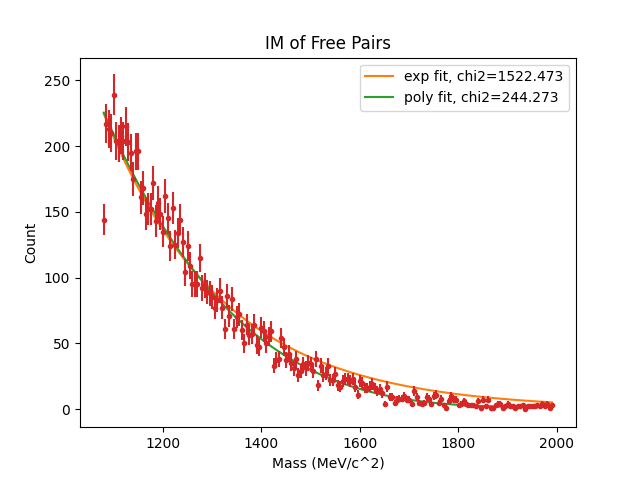 IM of Free Pairs
exp fit, chi2=1522.473
poly fit, chi2=244.273
250
200
150
100
50
0
Count
1200 1400 1600 1800 2000
Mass (MeV/c^2)